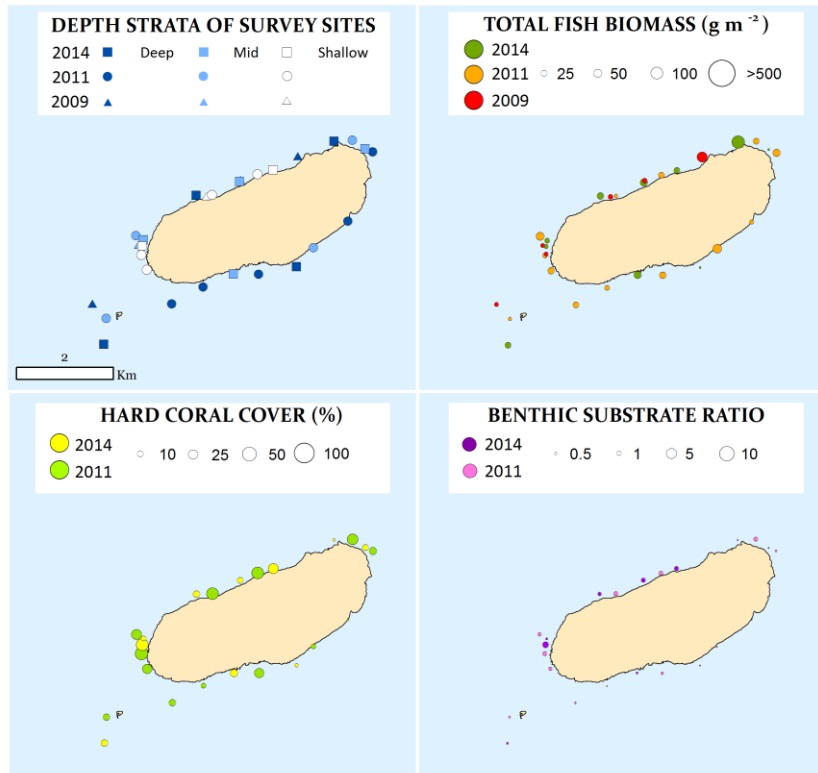 DEPTH STRATA OF SURVEY SITES
2014 Deep Mid Shallow
2011
2009
2
Km
TOTAL FISH BIOMASS (g m ⁻²)
2014
2011 25 50 100 >500
2009
HARD CORAL COVER (%)
2014
2011 10 25 50 100
BENTHIC SUBSTRATE RATIO
2014
2011 0.5 1 5 10